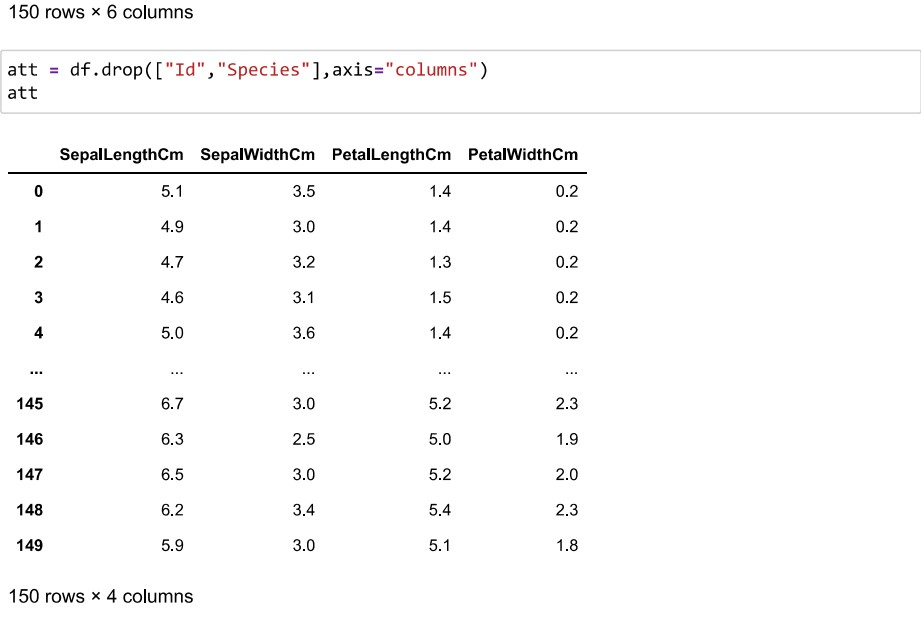 150 rows × 6 columns
att = df.drop(["Id","Species"],axis="columns")
att
SepalLengthCm SepalWidthCm PetalLengthCm PetalWidthCm
0 5.1 3.5 1.4 0.2
1 4.9 3.0 1.4 0.2
2 4.7 3.2 1.3 0.2
3 4.6 3.1 1.5 0.2
4 5.0 3.6 1.4 0.2
... ... ... ... ...
145 6.7 3.0 5.2 2.3
146 6.3 2.5 5.0 1.9
147 6.5 3.0 5.2 2.0
148 6.2 3.4 5.4 2.3
149 5.9 3.0 5.1 1.8
150 rows × 4 columns